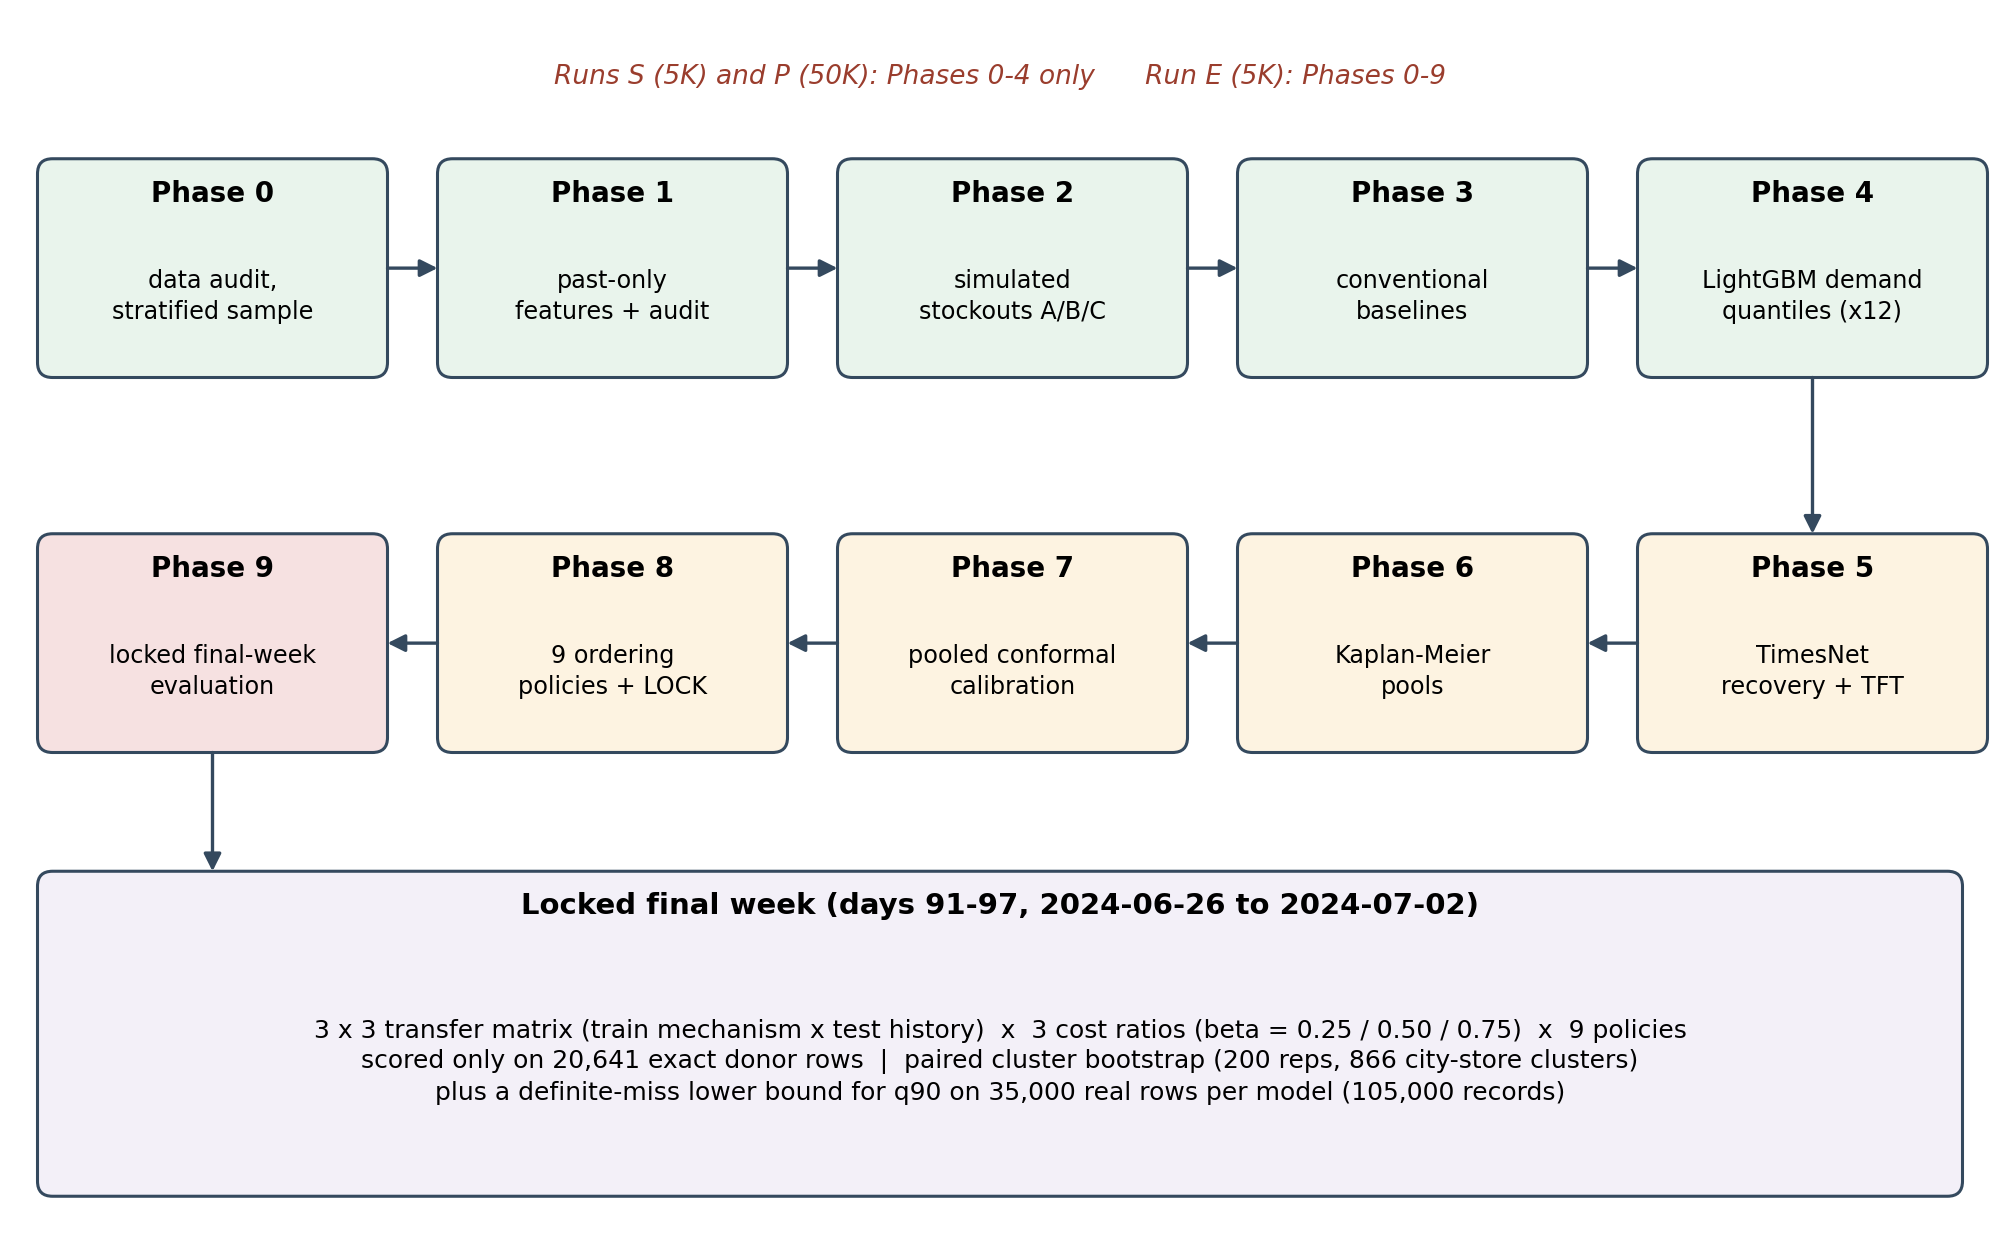 Runs S (5K) and P (50K): Phases 0-4 only Run E (5K): Phases 0-9
Phase 0
data audit,
stratified sample
Phase 1
past-only
features + audit
Phase 2
simulated
stockouts A/B/C
Phase 3
conventional
baselines
Phase 4
LightGBM demand
quantiles (x12)
Phase 9
locked final-week
evaluation
Phase 8
9 ordering
policies + LOCK
Phase 7
pooled conformal
calibration
Phase 6
Kaplan-Meier
pools
Phase 5
TimesNet
recovery + TFT
Locked final week (days 91-97, 2024-06-26 to 2024-07-02)
3 x 3 transfer matrix (train mechanism x test history) x 3 cost ratios (beta = 0.25 / 0.50 / 0.75) x 9 policies
scored only on 20,641 exact donor rows | paired cluster bootstrap (200 reps, 866 city-store clusters)
plus a definite-miss lower bound for q90 on 35,000 real rows per model (105,000 records)